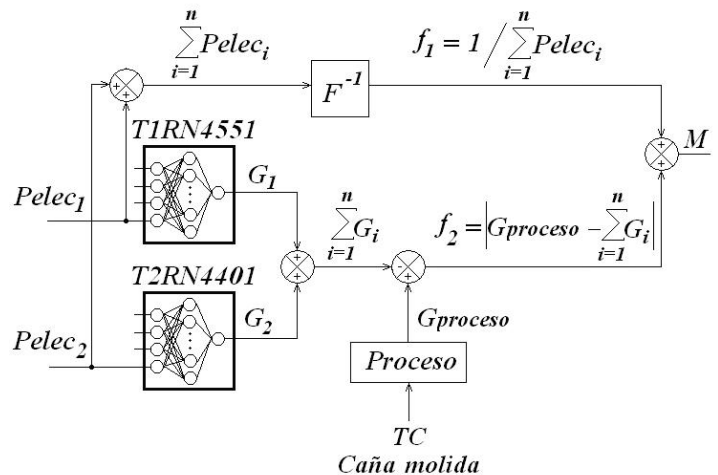 n
∑ Pelec_i
i=1
f_1 = 1 / ∑ Pelec_i
n
i=1
+ +
F^-1
+ +
M
T1RN4551
Pelec_1
G_1
n
∑ G_i
i=1
f_2 = |Gproceso - ∑ G_i|
n
i=1
+ +
- +
T2RN4401
G_2
Pelec_2
Gproceso
Proceso
TC
Caña molida